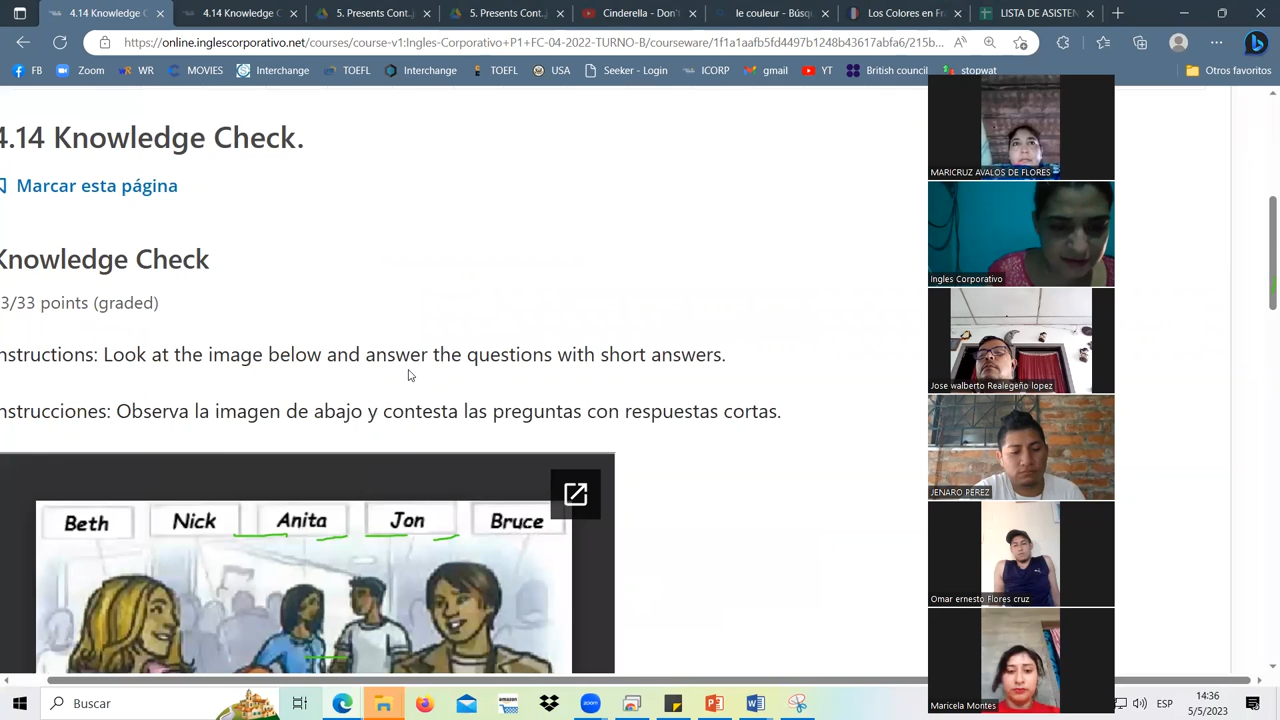 4.14 Knowledge C
4.14 Knowledge C
5. Presents Cont
5. Presents Cont
Cinderella - Don'
le couleur - Búsq
Los Colores en Fr
LISTA DE ASISTEN
https://online.inglescorporativo.net/courses/course-v1:Ingles-Corporativo+P1+FC-04-2022-TURNO-B/courseware/1f1a1aafb5fd4497b1248b43617abfa6/215b...
FB Zoom WR MOVIES Interchange TOEFL Interchange TOEFL USA Seeker - Login ICORP gmail YT British council stopwat Otros favoritos
4.14 Knowledge Check.
Marcar esta página
Knowledge Check
3/33 points (graded)
nstructions: Look at the image below and answer the questions with short answers.
nstrucciones: Observa la imagen de abajo y contesta las preguntas con respuestas cortas.
Beth Nick Anita Jon Bruce
MARICRUZ AVALOS DE FLORES
Ingles Corporativo
Jose walberto Realegeño lopez
JENARO PEREZ
Omar ernesto Flores cruz
Maricela Montes
Buscar
ESP
14:36
5/5/2023